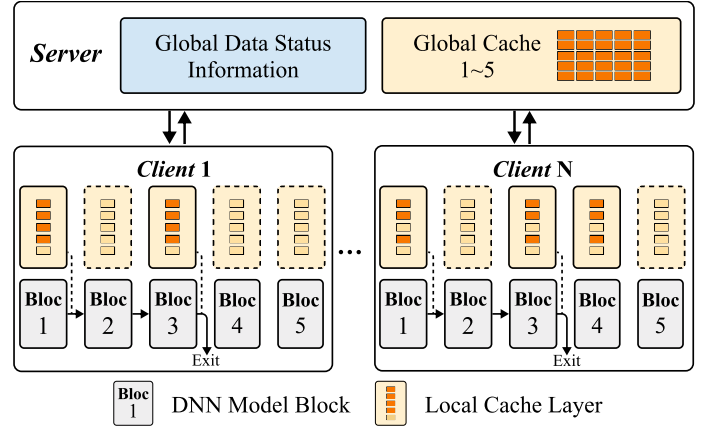 Server
Global Data Status
Information
Global Cache
1~5
Client 1
Client N
...
Bloc
1
Bloc
2
Bloc
3
Bloc
4
Bloc
5
Exit
Bloc
1
Bloc
2
Bloc
3
Bloc
4
Bloc
5
Exit
Bloc
1
DNN Model Block
Local Cache Layer